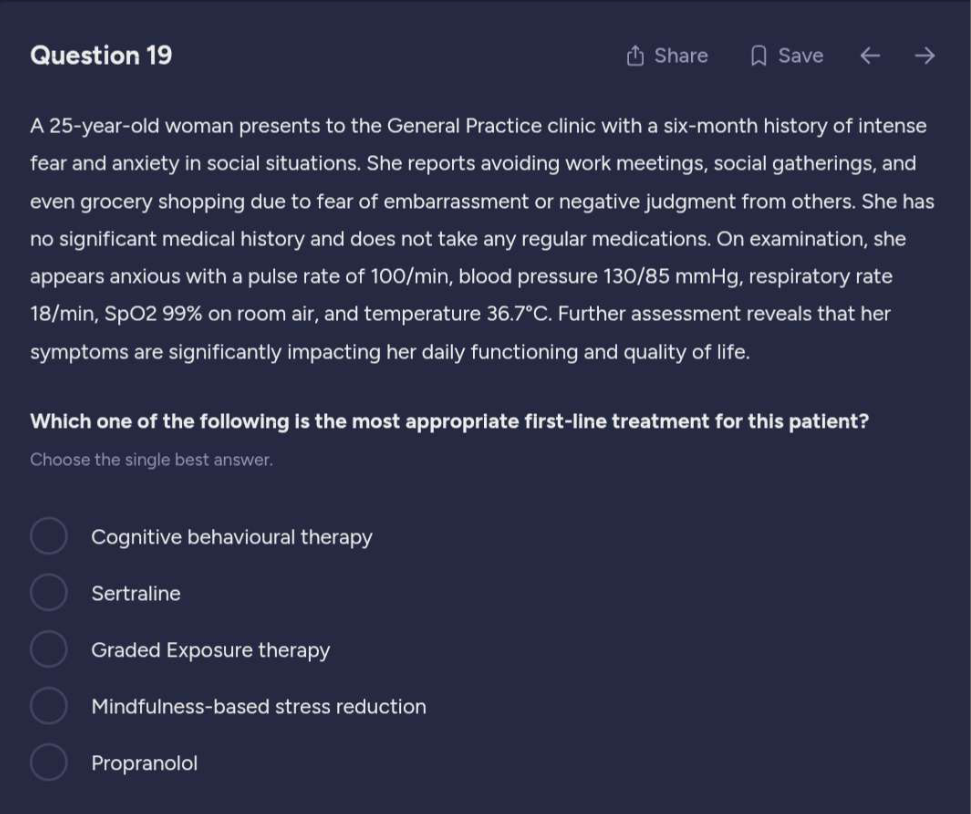 Question 19
Share
Save
A 25-year-old woman presents to the General Practice clinic with a six-month history of intense
fear and anxiety in social situations. She reports avoiding work meetings, social gatherings, and
even grocery shopping due to fear of embarrassment or negative judgment from others. She has
no significant medical history and does not take any regular medications. On examination, she
appears anxious with a pulse rate of 100/min, blood pressure 130/85 mmHg, respiratory rate
18/min, SpO2 99% on room air, and temperature 36.7°C. Further assessment reveals that her
symptoms are significantly impacting her daily functioning and quality of life.
Which one of the following is the most appropriate first-line treatment for this patient?
Choose the single best answer.
Cognitive behavioural therapy
Sertraline
Graded Exposure therapy
Mindfulness-based stress reduction
Propranolol